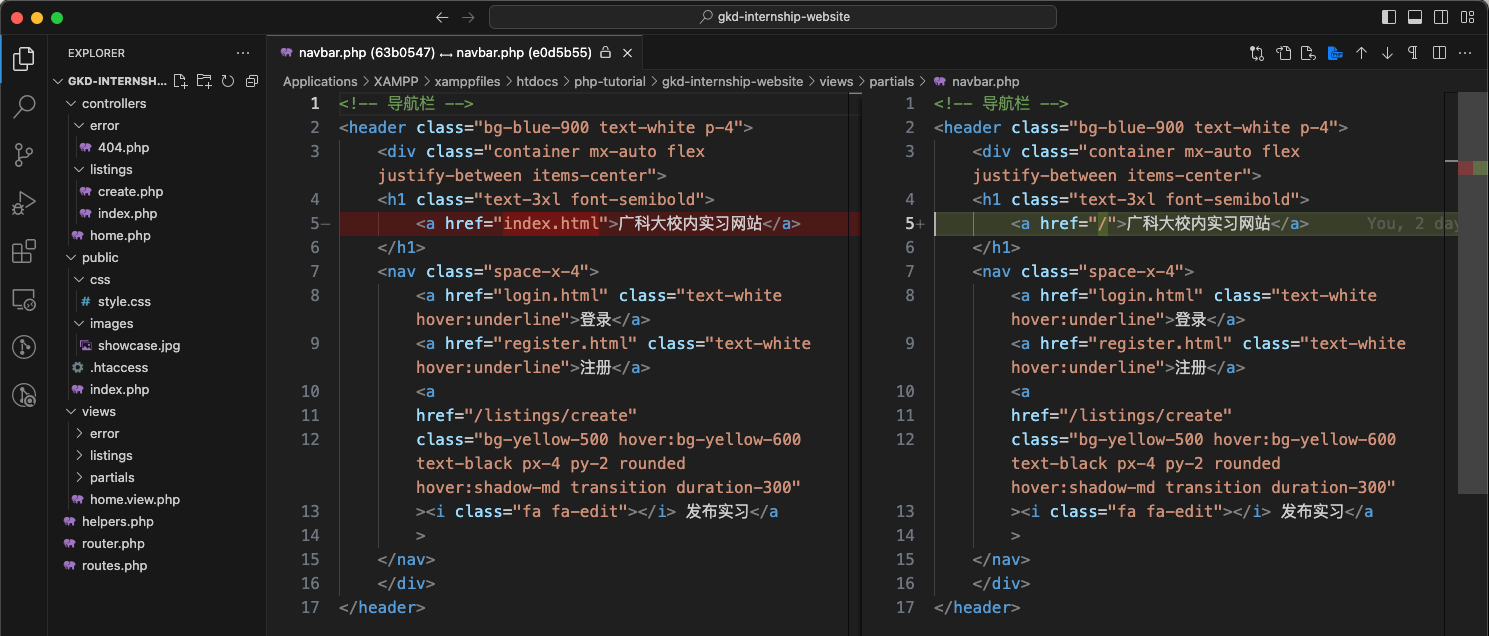 gkd-internship-website
EXPLORER
GKD-INTERNSH...
controllers
error
404.php
listings
create.php
index.php
home.php
public
css
# style.css
images
showcase.jpg
.htaccess
index.php
views
error
listings
partials
home.view.php
helpers.php
router.php
routes.php
navbar.php (63b0547) ↔ navbar.php (e0d5b55)
Applications > XAMPP > xamppfiles > htdocs > php-tutorial > gkd-internship-website > views > partials > navbar.php
1 <!-- 导航栏 -->
2 <header class="bg-blue-900 text-white p-4">
3 <div class="container mx-auto flex
justify-between items-center">
4 <h1 class="text-3xl font-semibold">
5— <a href="index.html">广科大校内实习网站</a>
6 </h1>
7 <nav class="space-x-4">
8 <a href="login.html" class="text-white
hover:underline">登录</a>
9 <a href="register.html" class="text-white
hover:underline">注册</a>
10 <a
11 href="/listings/create"
12 class="bg-yellow-500 hover:bg-yellow-600
text-black px-4 py-2 rounded
hover:shadow-md transition duration-300"
13 ><i class="fa fa-edit"></i> 发布实习</a
14 >
15 </nav>
16 </div>
17 </header>
1 <!-- 导航栏 -->
2 <header class="bg-blue-900 text-white p-4">
3 <div class="container mx-auto flex
justify-between items-center">
4 <h1 class="text-3xl font-semibold">
5+ <a href="/">广科大校内实习网站</a> You, 2 day
6 </h1>
7 <nav class="space-x-4">
8 <a href="login.html" class="text-white
hover:underline">登录</a>
9 <a href="register.html" class="text-white
hover:underline">注册</a>
10 <a
11 href="/listings/create"
12 class="bg-yellow-500 hover:bg-yellow-600
text-black px-4 py-2 rounded
hover:shadow-md transition duration-300"
13 ><i class="fa fa-edit"></i> 发布实习</a
14 >
15 </nav>
16 </div>
17 </header>